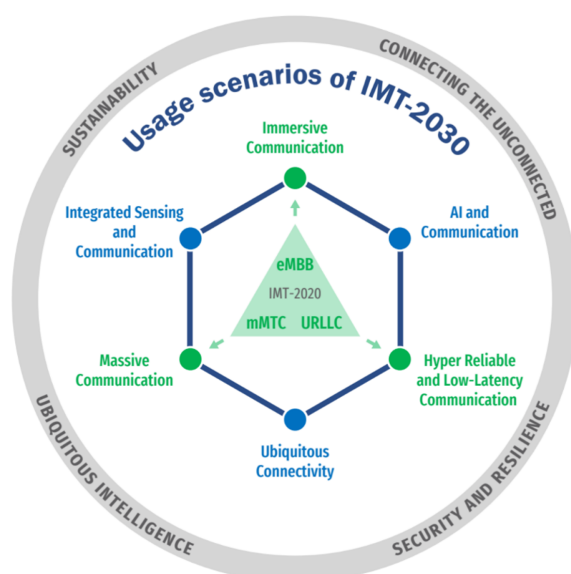 SUSTAINABILITY
CONNECTING THE UNCONNECTED
Usage scenarios of IMT-2030
Immersive
Communication
Integrated Sensing
and
Communication
AI and
Communication
eMBB
IMT-2020
mMTC URLLC
Massive
Communication
Hyper Reliable
and Low-Latency
Communication
Ubiquitous
Connectivity
UBIQUITOUS INTELLIGENCE
SECURITY AND RESILIENCE